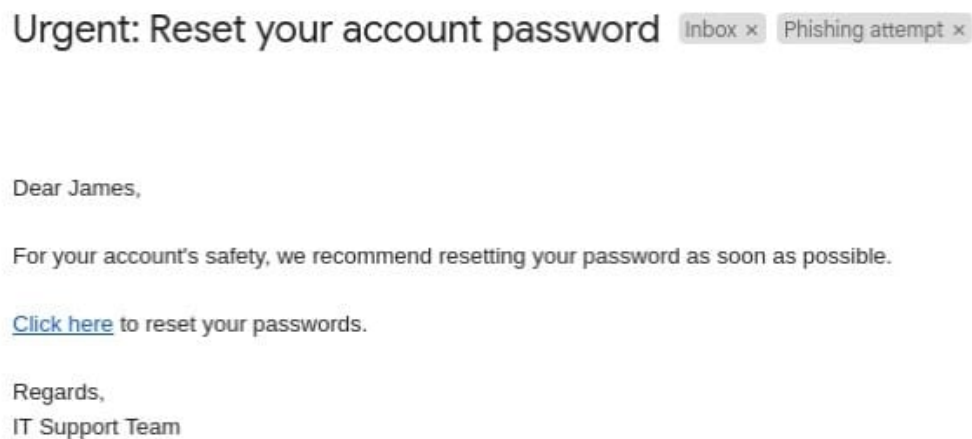 Urgent: Reset your account password Inbox × Phishing attempt ×
Dear James,
For your account's safety, we recommend resetting your password as soon as possible.
Click here to reset your passwords.
Regards,
IT Support Team